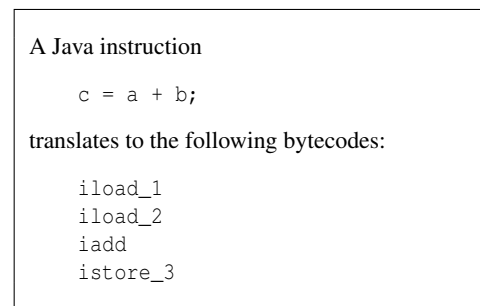 A Java instruction
c = a + b;
translates to the following bytecodes:
iload_1
iload_2
iadd
istore_3